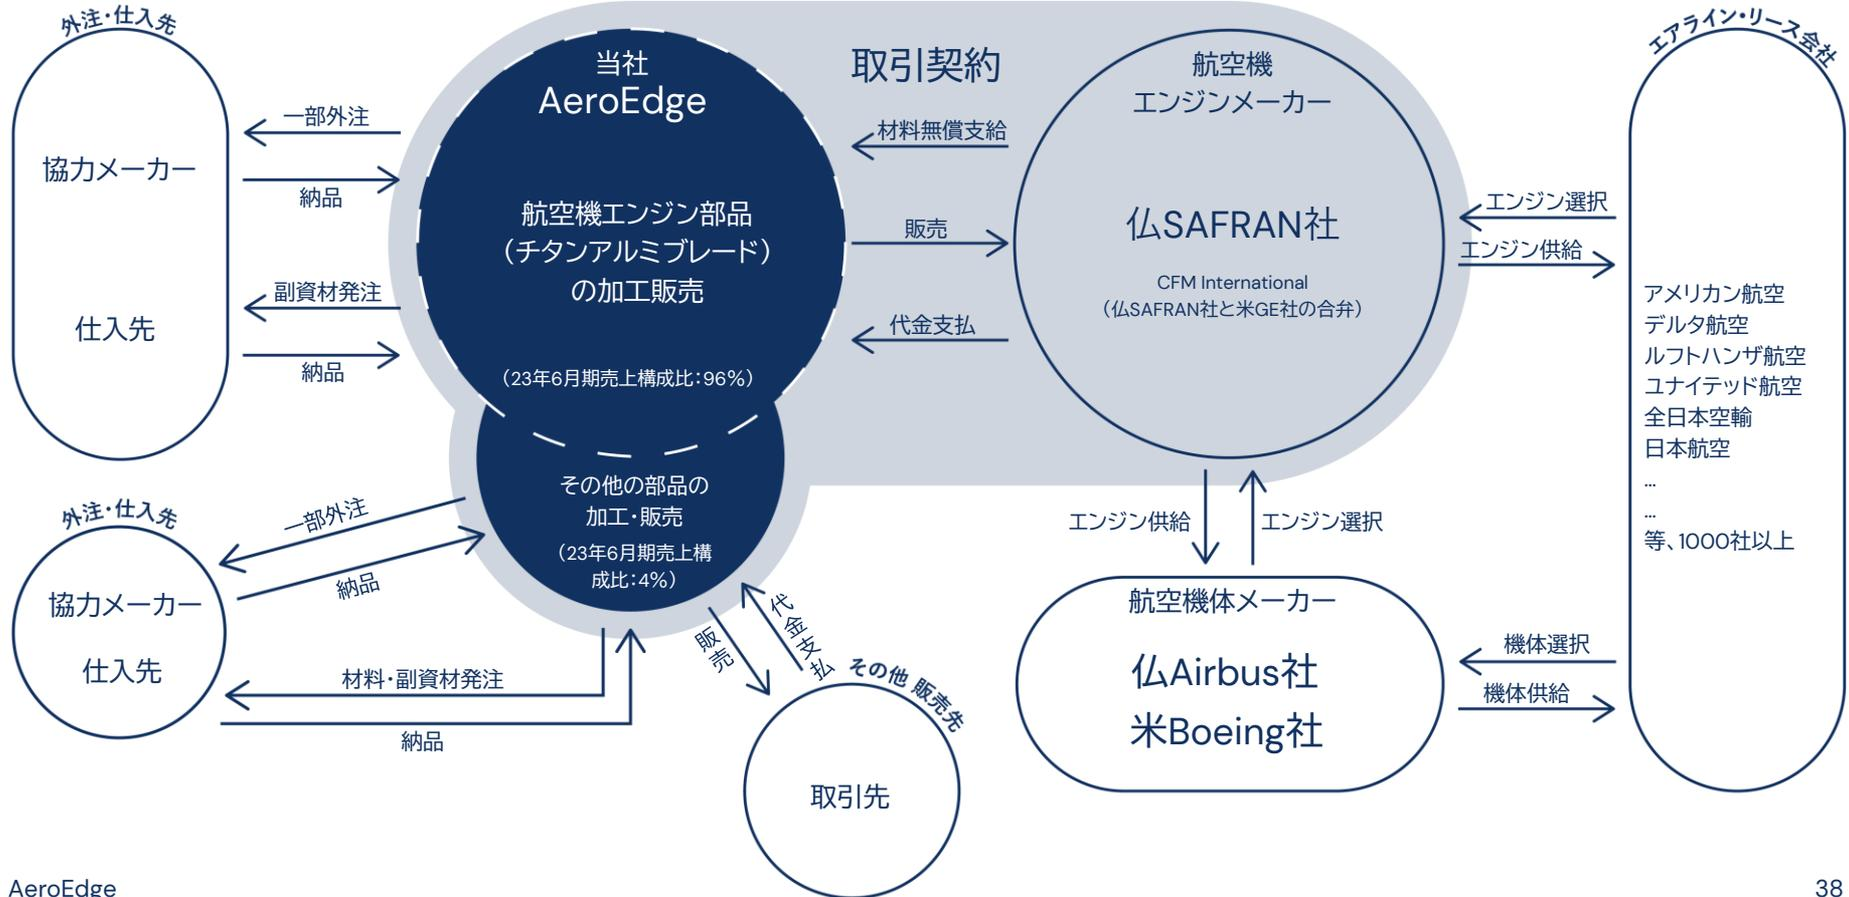 外注・仕入先
協力メーカー
仕入先
一部外注
納品
副資材発注
納品
当社
AeroEdge
航空機エンジン部品
（チタンアルミブレード）
の加工販売
（23年6月期売上構成比：96%）
その他の部品の
加工・販売
（23年6月期売上構
成比：4%）
取引契約
材料無償支給
販売
代金支払
航空機
エンジンメーカー
仏SAFRAN社
CFM International
（仏SAFRAN社と米GE社の合弁）
エンジン選択
エンジン供給
エアライン・リース会社
アメリカン航空
デルタ航空
ルフトハンザ航空
ユナイテッド航空
全日本空輸
日本航空
...
...
等、1000社以上
外注・仕入先
協力メーカー
仕入先
一部外注
納品
材料・副資材発注
納品
販売
代金支払
その他 販売先
取引先
エンジン供給
エンジン選択
航空機体メーカー
仏Airbus社
米Boeing社
機体選択
機体供給
AeroEdge
38